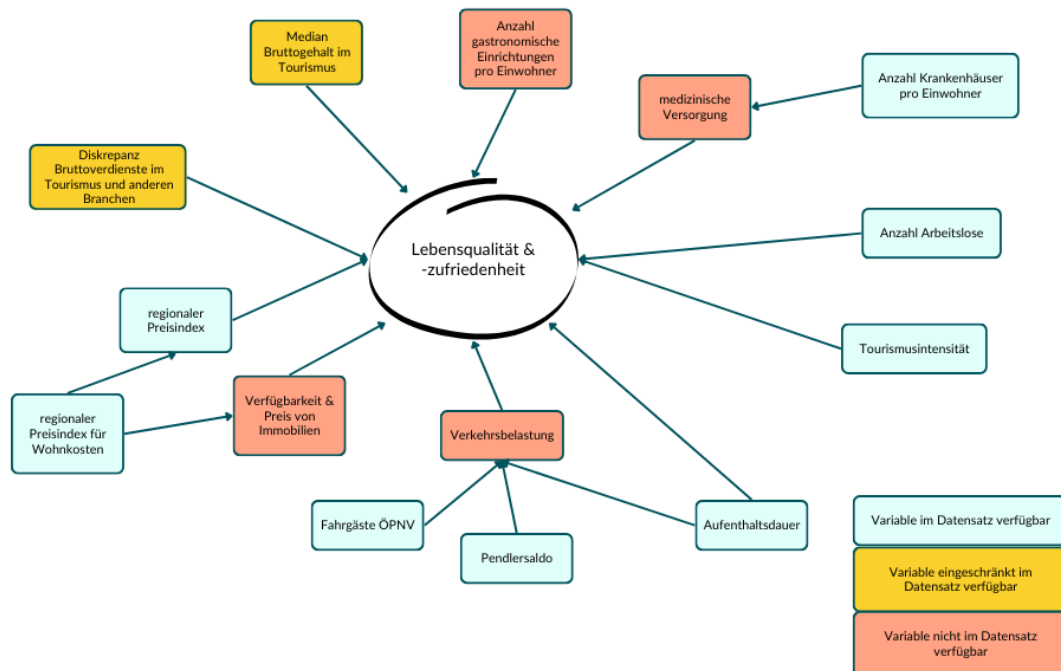 Median
Bruttogehalt im
Tourismus
Anzahl
gastronomische
Einrichtungen
pro Einwohner
medizinische
Versorgung
Anzahl Krankenhäuser
pro Einwohner
Diskrepanz
Bruttoverdienste im
Tourismus und anderen
Branchen
Lebensqualität &
-zufriedenheit
Anzahl Arbeitslose
regionaler
Preisindex
Tourismusintensität
regionaler
Preisindex für
Wohnkosten
Verfügbarkeit &
Preis von
Immobilien
Verkehrsbelastung
Fahrgäste ÖPNV
Pendlersaldo
Aufenthaltsdauer
Variable im Datensatz verfügbar
Variable eingeschränkt im
Datensatz verfügbar
Variable nicht im Datensatz
verfügbar